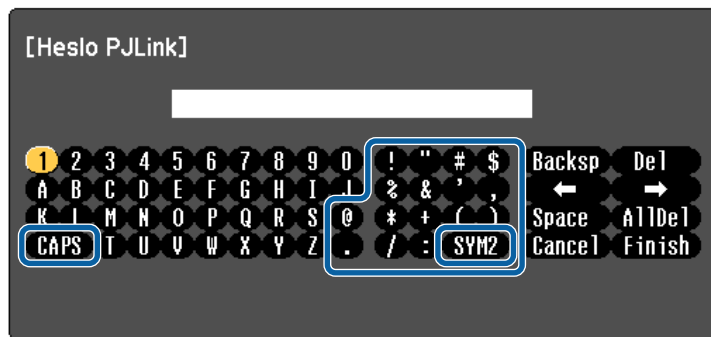 [Heslo PJLink]
1 2 3 4 5 6 7 8 9 0 ! " # $ Backsp Del
A B C D E F G H I J % & ' , ← →
K L M N O P Q R S @ * + ( ) Space AllDel
CAPS T U V W X Y Z . / : SYM2 Cancel Finish